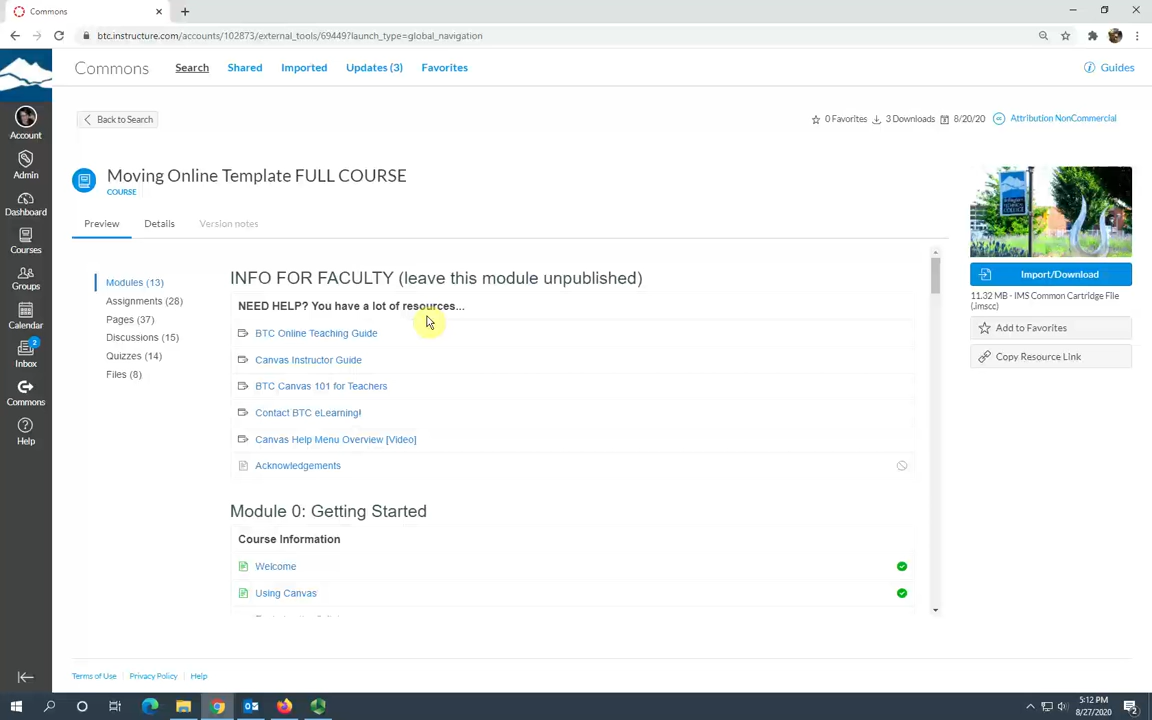 Commons
btc.instructure.com/accounts/102873/external_tools/69449?launch_type=global_navigation
Commons Search Shared Imported Updates (3) Favorites Guides
Back to Search
0 Favorites 3 Downloads 8/20/20 Attribution NonCommercial
Moving Online Template FULL COURSE
COURSE
Preview Details Version notes
Account
Admin
Dashboard
Courses
Groups
Calendar
2
Inbox
Commons
Help
Modules (13)
Assignments (28)
Pages (37)
Discussions (15)
Quizzes (14)
Files (8)
INFO FOR FACULTY (leave this module unpublished)
NEED HELP? You have a lot of resources...
BTC Online Teaching Guide
Canvas Instructor Guide
BTC Canvas 101 for Teachers
Contact BTC eLearning!
Canvas Help Menu Overview [Video]
Acknowledgements
Module 0: Getting Started
Course Information
Welcome
Using Canvas
Import/Download
11.32 MB - IMS Common Cartridge File
(.imscc)
Add to Favorites
Copy Resource Link
Terms of Use Privacy Policy Help
5:12 PM
8/27/2020
2